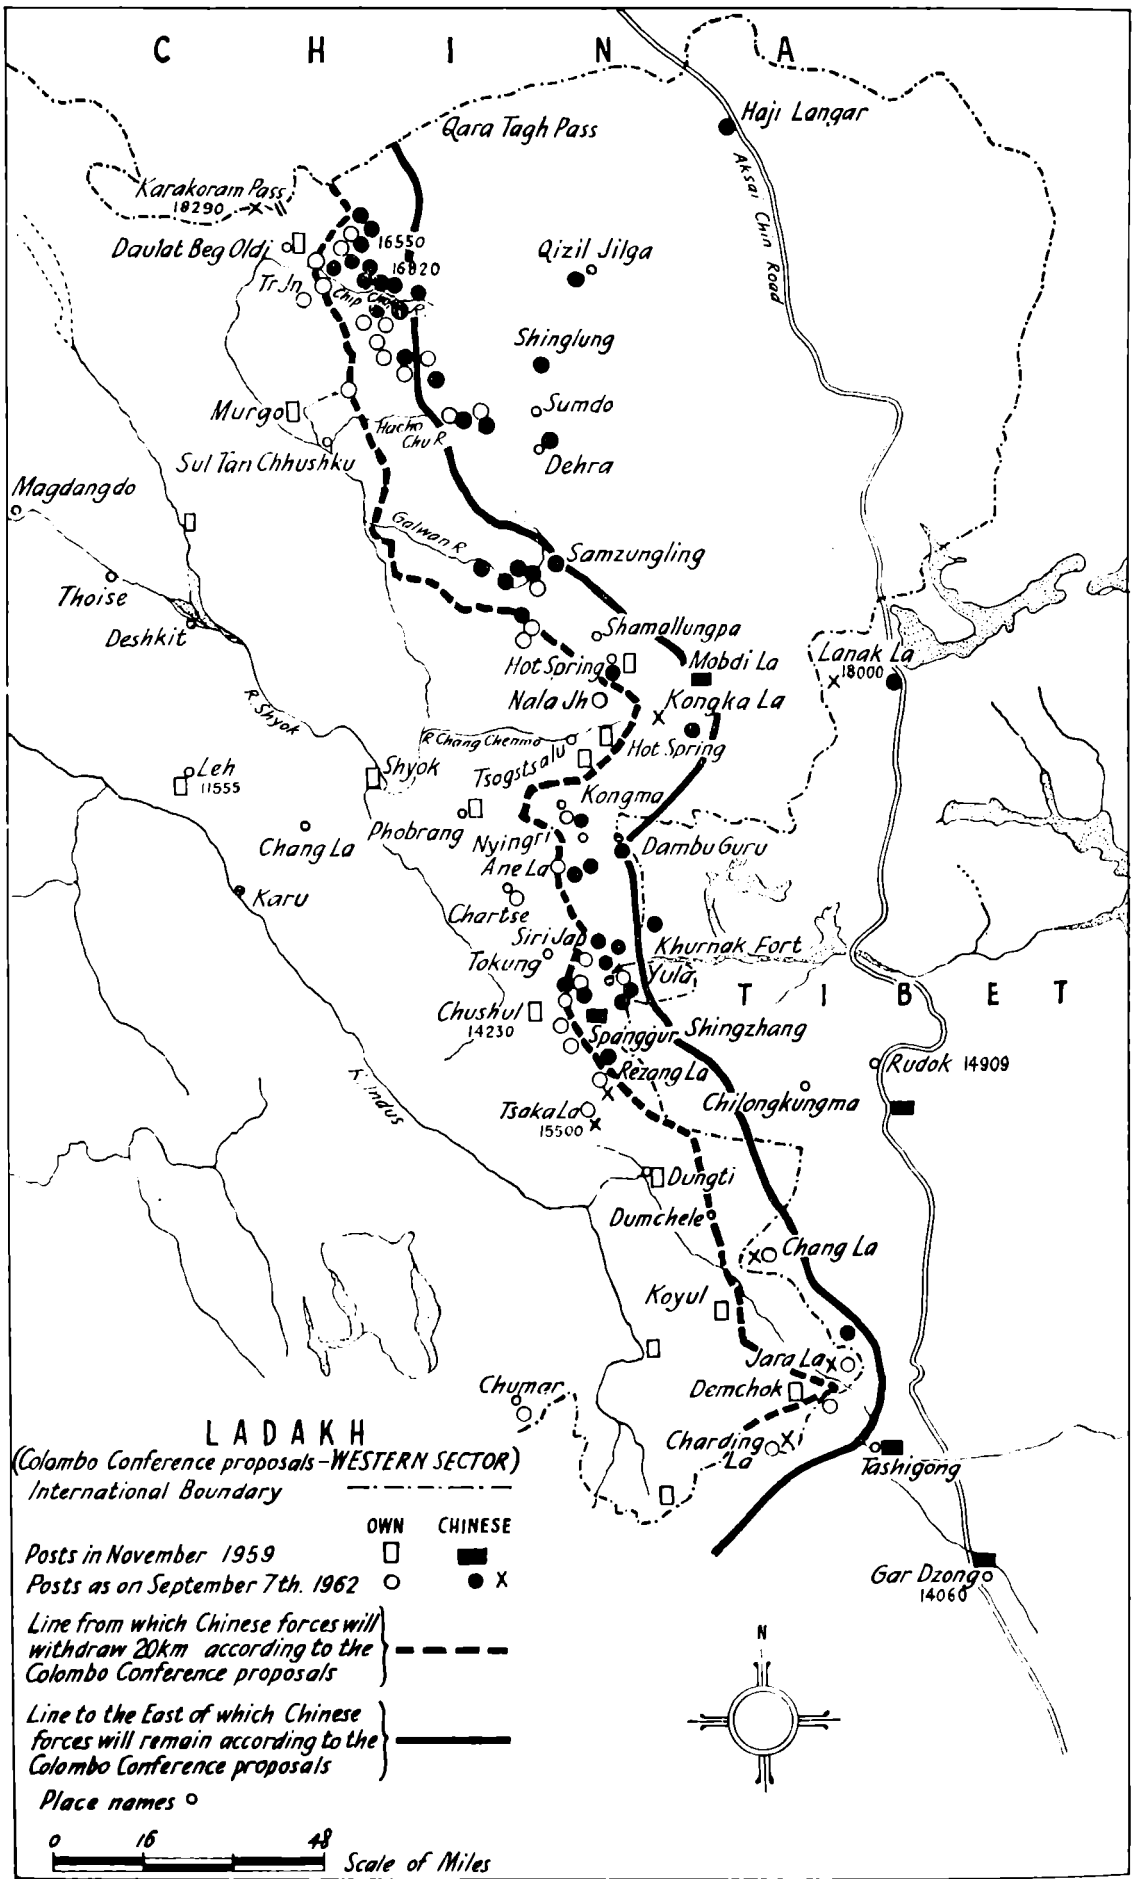 C H I N A
Haji Langar
Qara Tagh Pass
Aksai Chin Road
Karakoram Pass
18290
16550
Daulat Beg Oldi
16820
Qizil Jilga
Tr. Jn
Chip Chap R.
Shinglung
Murgo
Sumdo
Hacho
Chu R
Sul Tan Chhushku
Dehra
Magdangdo
Galwan R
Samzungling
Thoise
Deshkit
Shamallungpa
Hot Spring
Mobdi La
Lanak La
18000
Nala Jh
Kongka La
R. Shyok
R Chang Chenmo
Hot Spring
Tsogstsalu
Leh
11555
Shyok
Kongma
Phobrang
Nyingri
Chang La
Dambu Guru
Ane La
Karu
Chartse
Siri Jap
Khurnak Fort
Tokung
Yula
T I B E T
Chushul
14230
Spanggur
Shingzhang
Rudok 14909
Rezang La
R. Indus
Chilongkungma
Tsaka La
15500
Dungti
Dumchele
Chang La
Koyul
Jara La
Chumar
Demchok
Charding
La
Tashigong
Gar Dzong
14060
LADAKH
(Colombo Conference proposals-WESTERN SECTOR)
International Boundary
OWN CHINESE
Posts in November 1959
Posts as on September 7th. 1962 X
Line from which Chinese forces will
withdraw 20km according to the
Colombo Conference proposals
Line to the East of which Chinese
forces will remain according to the
Colombo Conference proposals
Place names
N
0 16 48
Scale of Miles